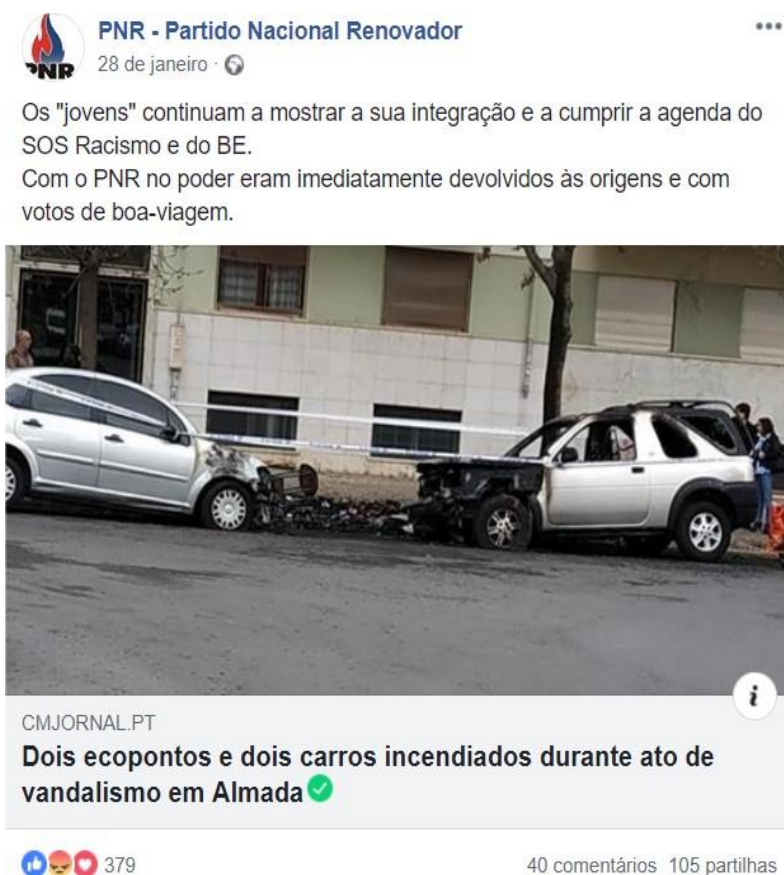 PNR - Partido Nacional Renovador
28 de janeiro ·
Os "jovens" continuam a mostrar a sua integração e a cumprir a agenda do
SOS Racismo e do BE.
Com o PNR no poder eram imediatamente devolvidos às origens e com
votos de boa-viagem.
CMJORNAL.PT
Dois ecopontos e dois carros incendiados durante ato de
vandalismo em Almada
379
40 comentários 105 partilhas